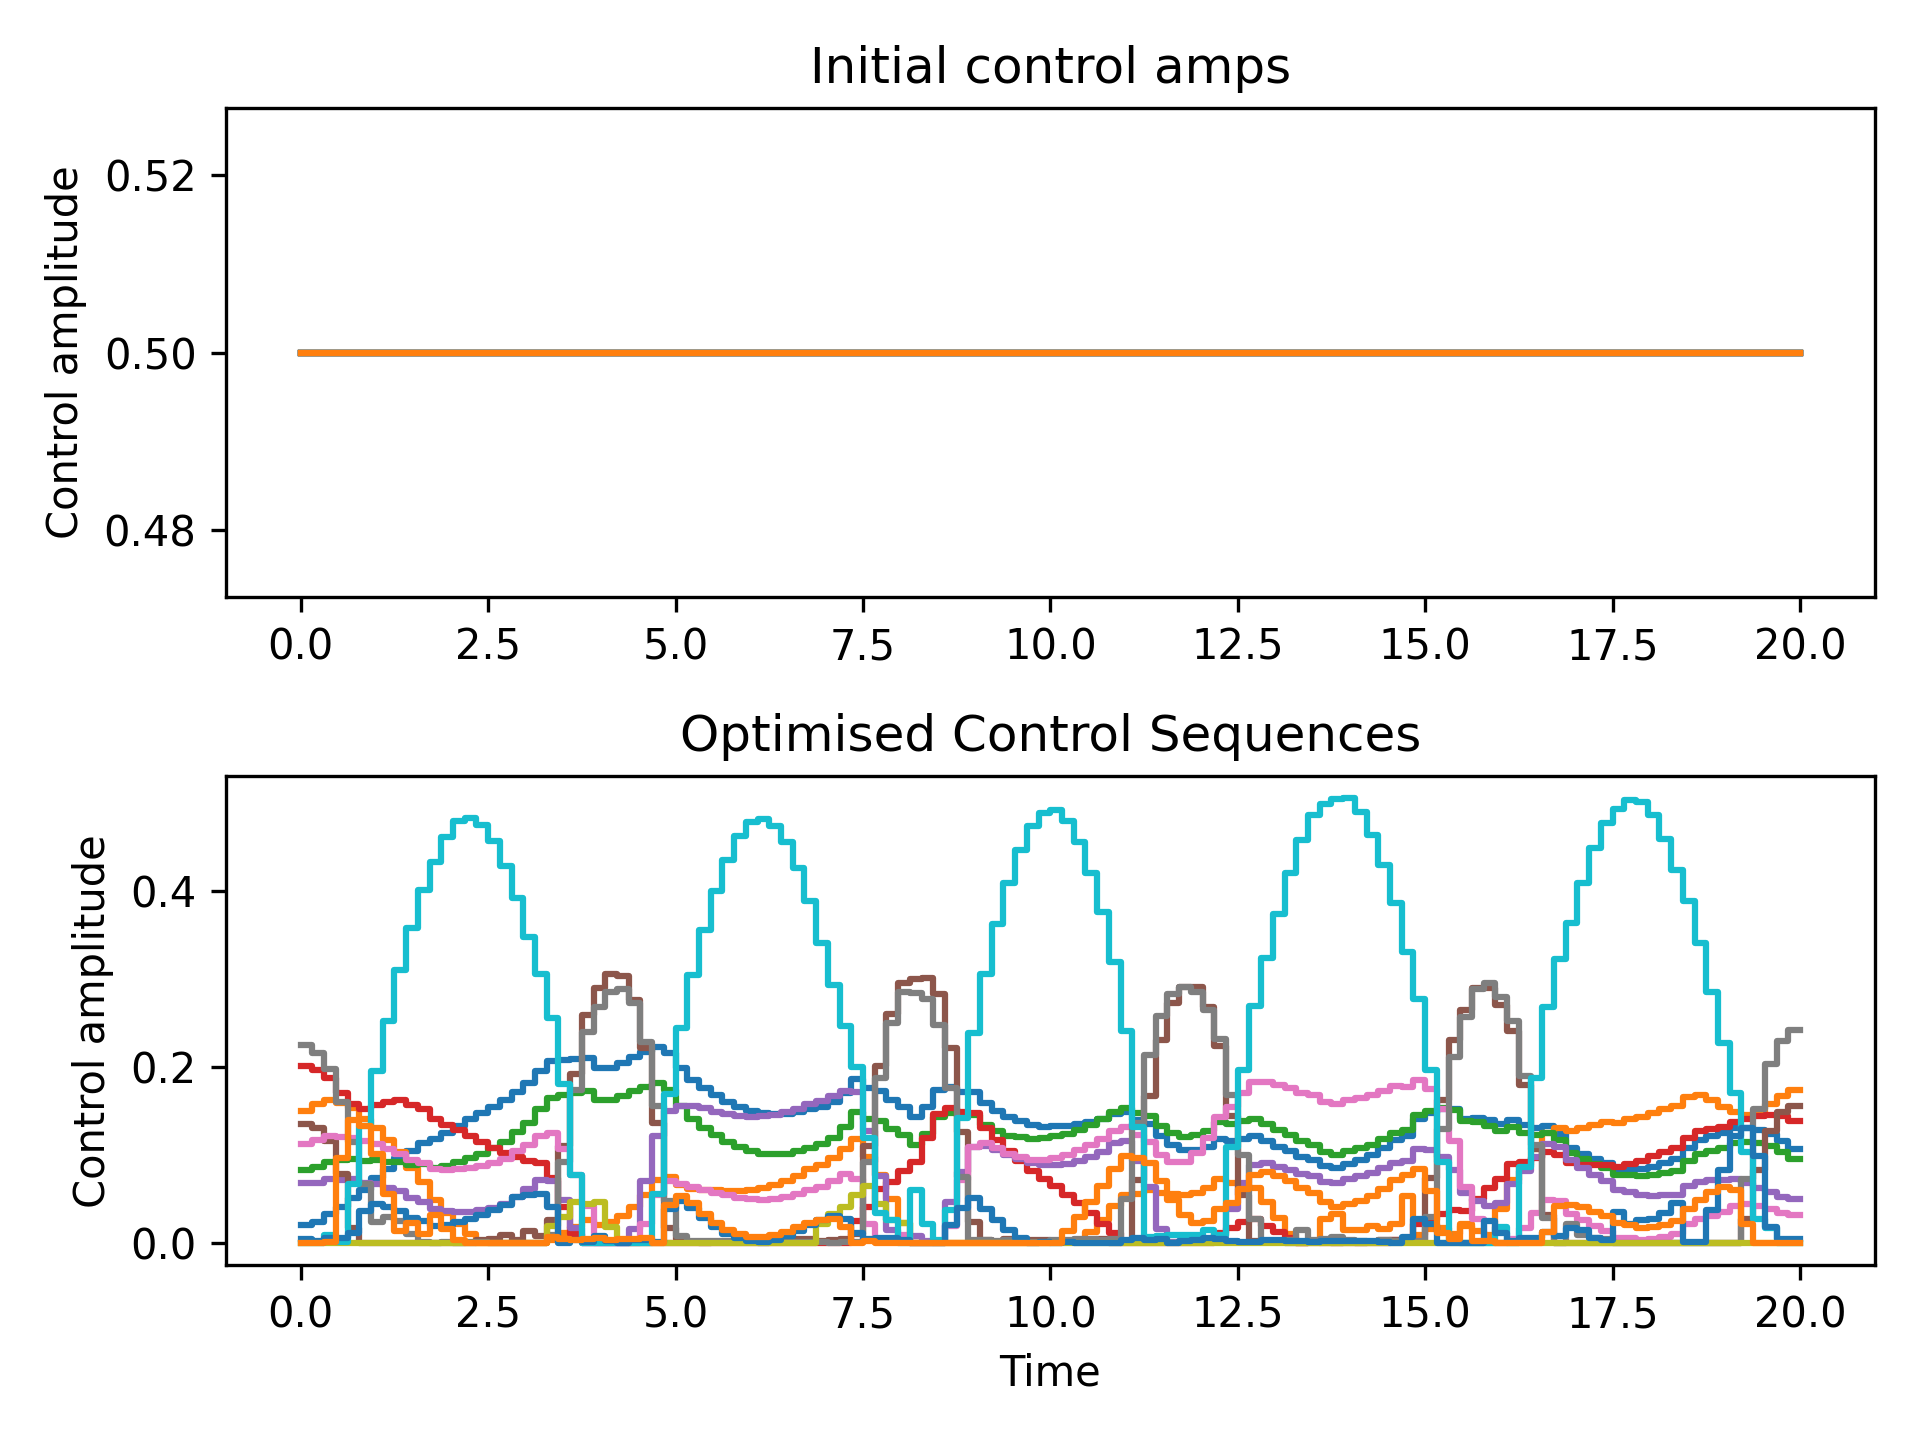 Initial control amps
Control amplitude
0.52
0.50
0.48
0.0 2.5 5.0 7.5 10.0 12.5 15.0 17.5 20.0
Optimised Control Sequences
Control amplitude
0.4
0.2
0.0
0.0 2.5 5.0 7.5 10.0 12.5 15.0 17.5 20.0
Time